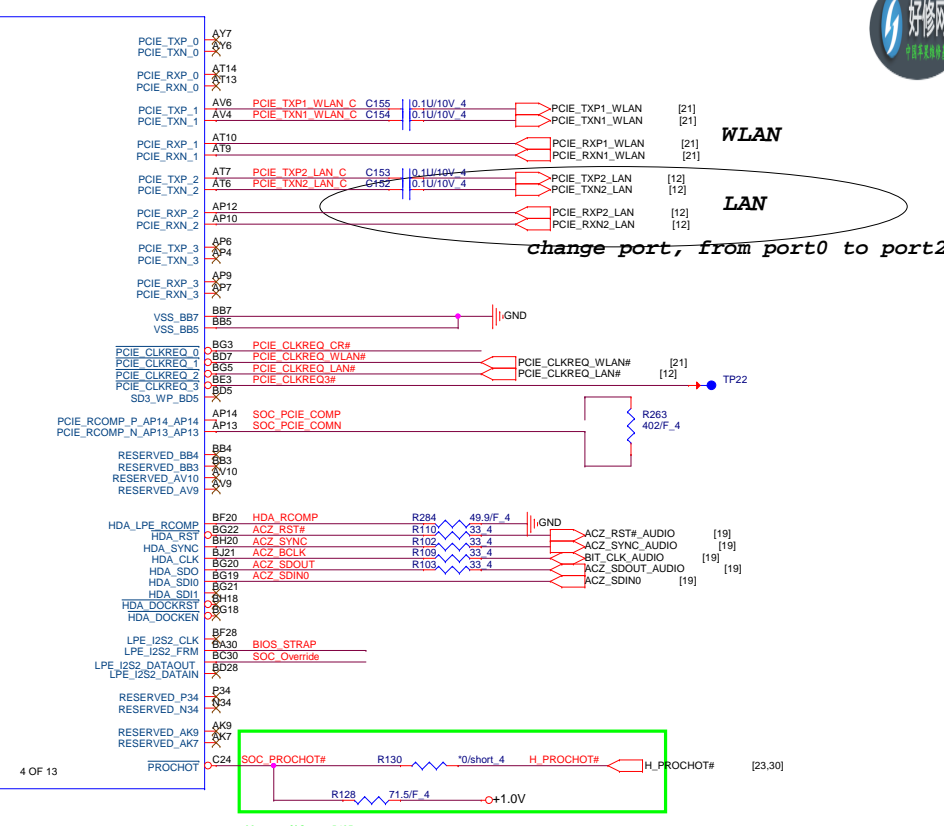 好修网
中国苹果维修
PCIE_TXP_0 AY7
PCIE_TXN_0 AY6
PCIE_RXP_0 AT14
PCIE_RXN_0 AT13
PCIE_TXP_1 AV6 PCIE_TXP1_WLAN_C C155 0.1U/10V_4 PCIE_TXP1_WLAN [21]
PCIE_TXN_1 AV4 PCIE_TXN1_WLAN_C C154 0.1U/10V_4 PCIE_TXN1_WLAN [21]
WLAN
PCIE_RXP_1 AT10 PCIE_RXP1_WLAN [21]
PCIE_RXN_1 AT9 PCIE_RXN1_WLAN [21]
PCIE_TXP_2 AT7 PCIE_TXP2_LAN_C C153 0.1U/10V_4 PCIE_TXP2_LAN [12]
PCIE_TXN_2 AT6 PCIE_TXN2_LAN_C C152 0.1U/10V_4 PCIE_TXN2_LAN [12]
LAN
PCIE_RXP_2 AP12 PCIE_RXP2_LAN [12]
PCIE_RXN_2 AP10 PCIE_RXN2_LAN [12]
change port, from port0 to port2
PCIE_TXP_3 AP6
PCIE_TXN_3 AP4
PCIE_RXP_3 AP9
PCIE_RXN_3 AP7
VSS_BB7 BB7 GND
VSS_BB5 BB5
PCIE_CLKREQ_0 BG3 PCIE_CLKREQ_CR#
PCIE_CLKREQ_1 BD7 PCIE_CLKREQ_WLAN# PCIE_CLKREQ_WLAN# [21]
PCIE_CLKREQ_2 BG5 PCIE_CLKREQ_LAN# PCIE_CLKREQ_LAN# [12]
PCIE_CLKREQ_3 BE3 PCIE_CLKREQ3# TP22
SD3_WP_BD5 BD5
PCIE_RCOMP_P_AP14_AP14 AP14 SOC_PCIE_COMP R263
PCIE_RCOMP_N_AP13_AP13 AP13 SOC_PCIE_COMN 402/F_4
RESERVED_BB4 BB4
RESERVED_BB3 BB3
RESERVED_AV10 AV10
RESERVED_AV9 AV9
HDA_LPE_RCOMP BF20 HDA_RCOMP R284 49.9/F_4 GND
HDA_RST BG22 ACZ_RST# R110 33_4 ACZ_RST#_AUDIO [19]
HDA_SYNC BH20 ACZ_SYNC R102 33_4 ACZ_SYNC_AUDIO [19]
HDA_CLK BJ21 ACZ_BCLK R109 33_4 BIT_CLK_AUDIO [19]
HDA_SDO BG20 ACZ_SDOUT R103 33_4 ACZ_SDOUT_AUDIO [19]
HDA_SDI0 BG19 ACZ_SDIN0 ACZ_SDIN0 [19]
HDA_SDI1 BG21
HDA_DOCKRST BH18
HDA_DOCKEN BG18
LPE_I2S2_CLK BF28
LPE_I2S2_FRM BA30 BIOS_STRAP
LPE_I2S2_DATAOUT BC30 SOC_Override
LPE_I2S2_DATAIN BD28
RESERVED_P34 P34
RESERVED_N34 N34
RESERVED_AK9 AK9
RESERVED_AK7 AK7
PROCHOT C24 SOC_PROCHOT# R130 *0/short_4 H_PROCHOT# H_PROCHOT# [23,30]
4 OF 13
R128 71.5/F_4 +1.0V